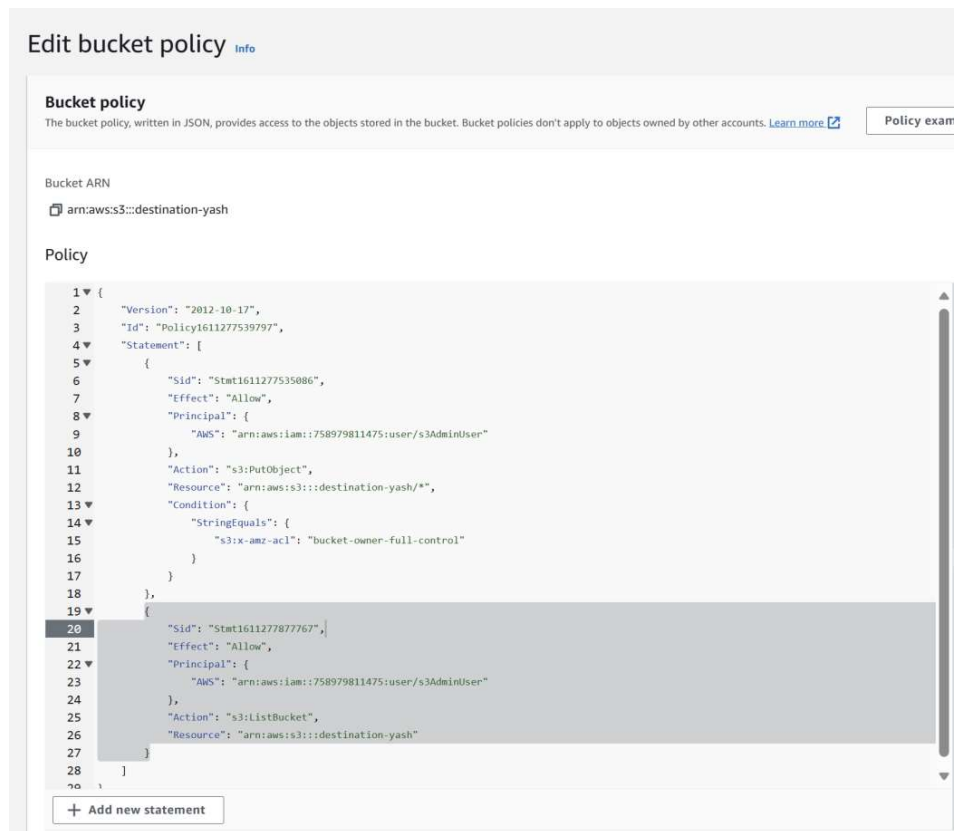 Edit bucket policy Info
Bucket policy
The bucket policy, written in JSON, provides access to the objects stored in the bucket. Bucket policies don't apply to objects owned by other accounts. Learn more
Policy exam
Bucket ARN
arn:aws:s3:::destination-yash
Policy
1 {
2 "Version": "2012-10-17",
3 "Id": "Policy1611277539797",
4 "Statement": [
5 {
6 "Sid": "Stmt1611277535086",
7 "Effect": "Allow",
8 "Principal": {
9 "AWS": "arn:aws:iam::758979811475:user/s3AdminUser"
10 },
11 "Action": "s3:PutObject",
12 "Resource": "arn:aws:s3:::destination-yash/*",
13 "Condition": {
14 "StringEquals": {
15 "s3:x-amz-acl": "bucket-owner-full-control"
16 }
17 }
18 },
19 {
20 "Sid": "Stmt1611277877767",
21 "Effect": "Allow",
22 "Principal": {
23 "AWS": "arn:aws:iam::758979811475:user/s3AdminUser"
24 },
25 "Action": "s3:ListBucket",
26 "Resource": "arn:aws:s3:::destination-yash"
27 }
28 ]
29 }
+ Add new statement